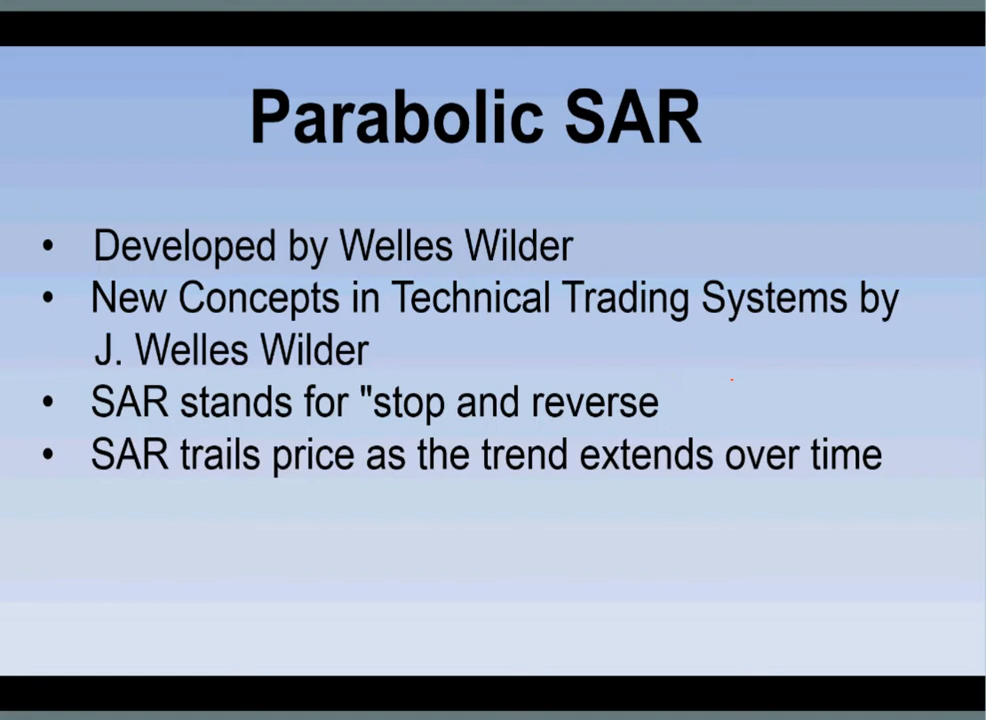 Parabolic SAR
• Developed by Welles Wilder
• New Concepts in Technical Trading Systems by
J. Welles Wilder
• SAR stands for "stop and reverse
• SAR trails price as the trend extends over time